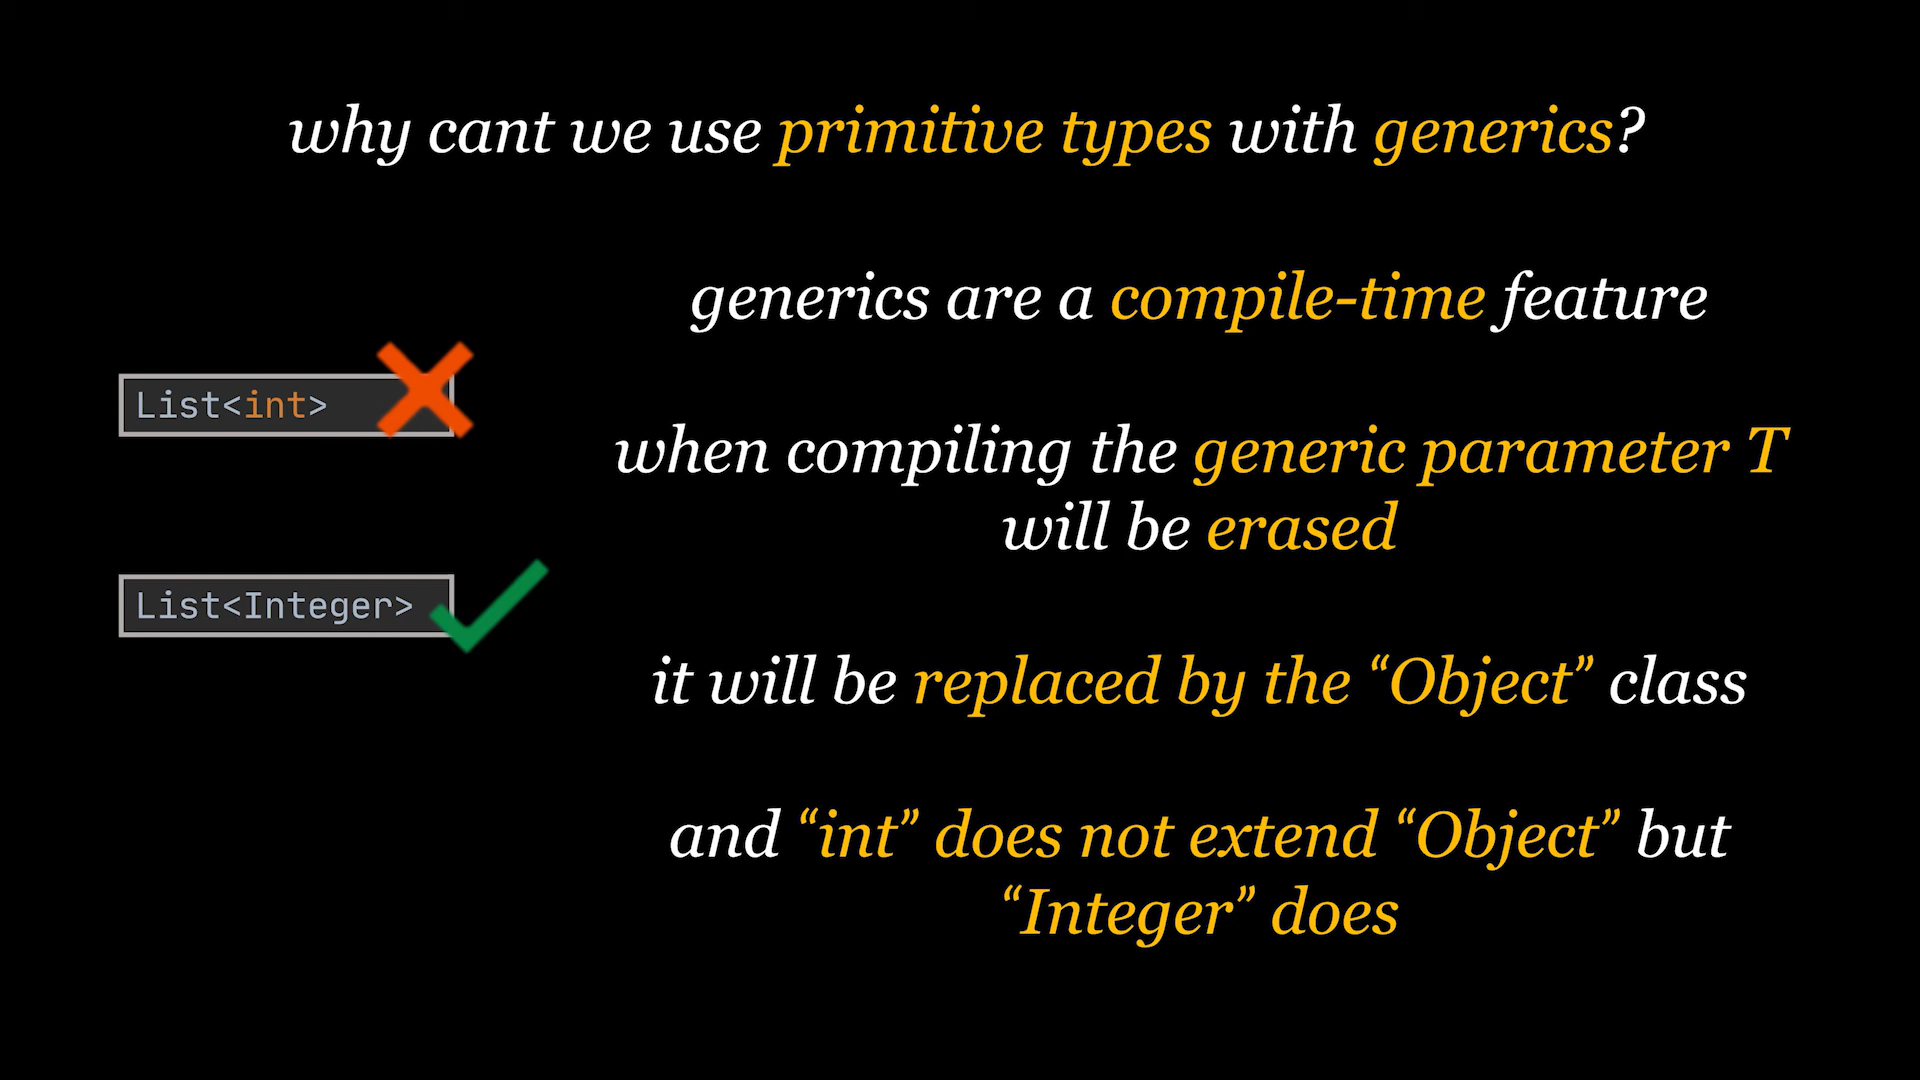 why cant we use primitive types with generics?
generics are a compile-time feature
List<int>
when compiling the generic parameter T
will be erased
List<Integer>
it will be replaced by the “Object” class
and “int” does not extend “Object” but
“Integer” does